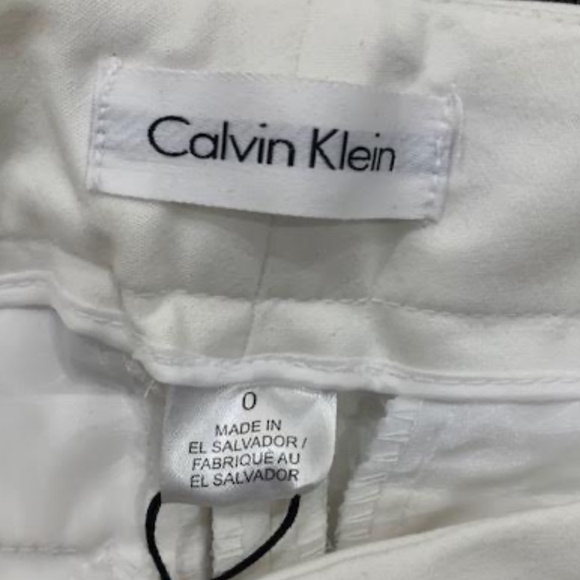 Calvin Klein
0
MADE IN
EL SALVADOR /
FABRIQUÉ AU
EL SALVADOR